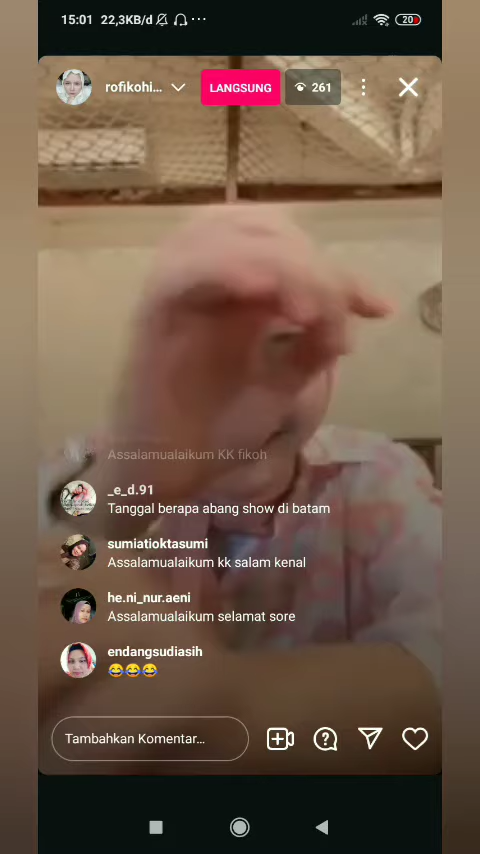 15:01 22,3KB/d ...
20
rofikohi...
LANGSUNG
261
Assalamualaikum KK fikoh
_e_d.91
Tanggal berapa abang show di batam
sumiatioktasumi
Assalamualaikum kk salam kenal
he.ni_nur.aeni
Assalamualaikum selamat sore
endangsudiasih
😂😂😂
Tambahkan Komentar...